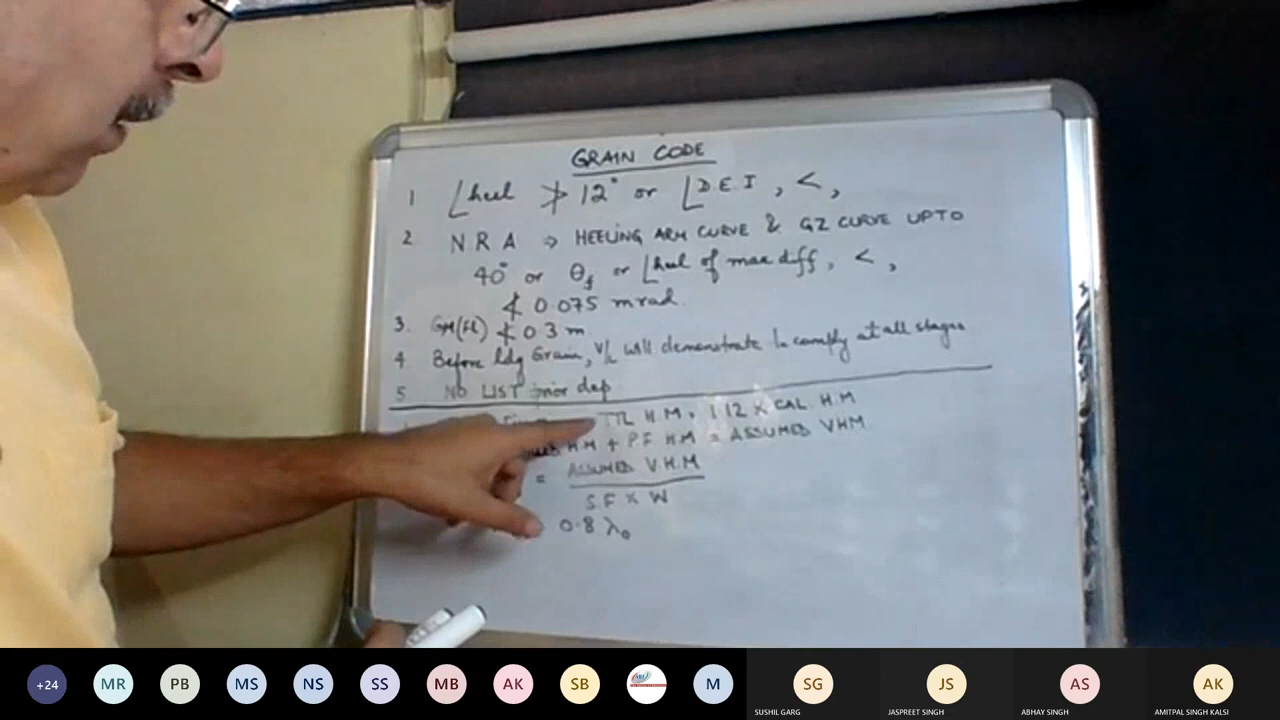 GRAIN CODE
1 ∠heel ≯ 12° or ∠D.E.I, <,
2 N R A ⇒ HEELING ARM CURVE & GZ CURVE UPTO
40° or θf or ∠heel of max diff, <,
≮ 0.075 mrad.
3. GM(Fl) ≮ 0.3 m
4 Before ldg Grain, V/L will demonstrate to comply at all stages
5 NO LIST prior dep
TTL H.M. 1.12 X CAL H.M
H.M + P.F H.M = ASSUMED VHM
= ASSUMED V.H.M
S.F X W
0.8 λ₀
+24 MR PB MS NS SS MB AK SB M SG JS AS AK
SUSHIL GARG JASPREET SINGH ABHAY SINGH AMITPAL SINGH KALSI